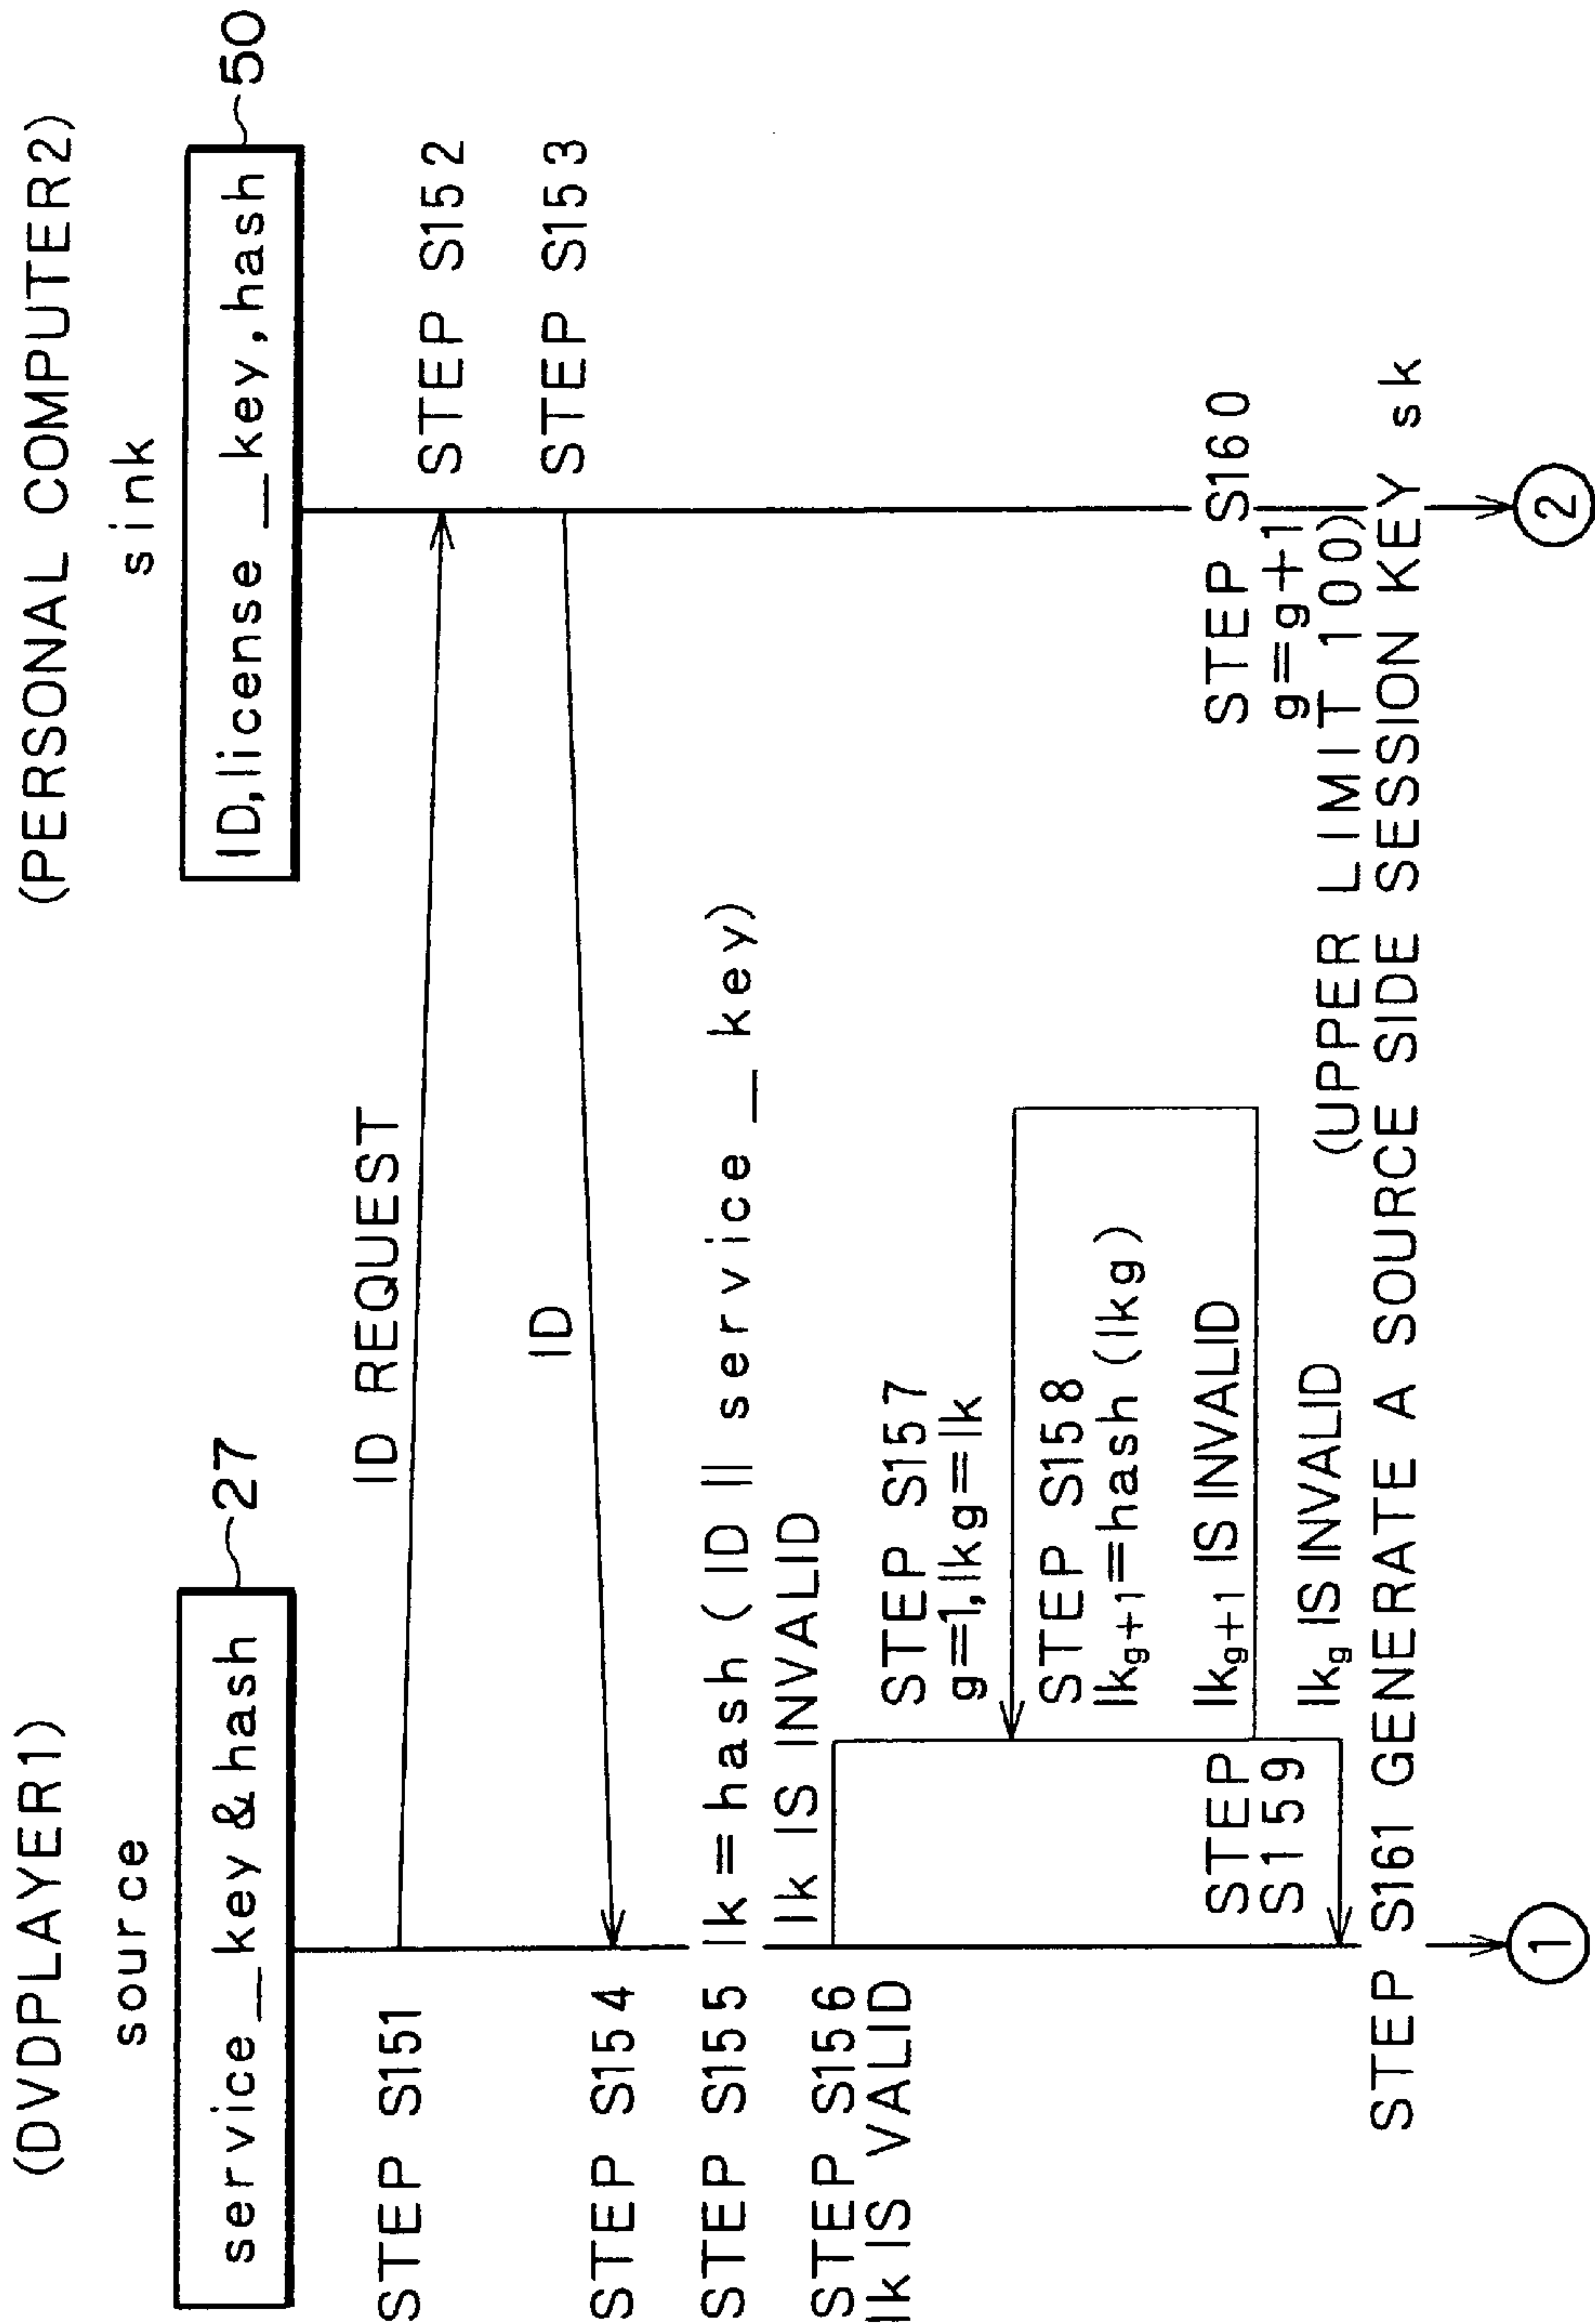 (DVDPLAYER1)
(PERSONAL COMPUTER2)
source
sink
service_key&hash
27
ID,license_key,hash
50
STEP S151
ID REQUEST
STEP S152
ID
STEP S153
STEP S154
STEP S155 lk=hash (ID || service_key)
lk IS INVALID
STEP S156
lk IS VALID
STEP S157
g=1,lkg=lk
STEP S158
lkg+1=hash (lkg)
lkg+1 IS INVALID
STEP
S159
lkg IS INVALID
STEP S160
g=g+1
(UPPER LIMIT 100)
STEP S161 GENERATE A SOURCE SIDE SESSION KEY sk
1
2